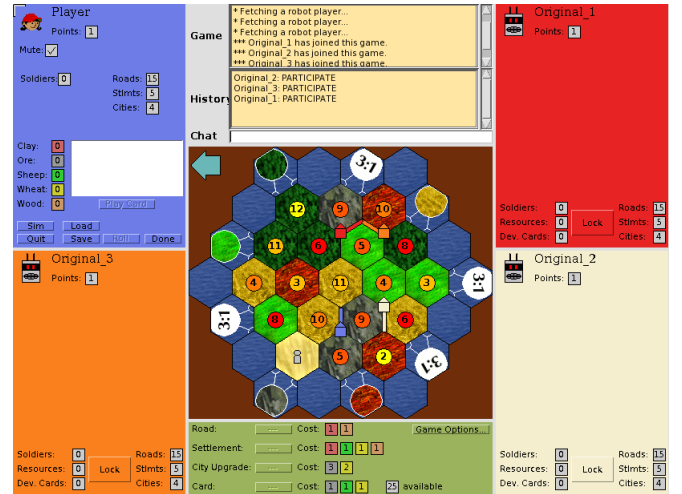 Player
Points: 1
Mute:
Soldiers: 0
Roads: 15
Stlmts: 5
Cities: 4
Clay: 0
Ore: 0
Sheep: 0
Wheat: 0
Wood: 0
Play Card
Sim Load
Quit Save Roll Done
Game
* Fetching a robot player...
* Fetching a robot player...
* Fetching a robot player...
*** Original_1 has joined this game.
*** Original_2 has joined this game.
*** Original_3 has joined this game.
History
Original_2: PARTICIPATE
Original_3: PARTICIPATE
Original_1: PARTICIPATE
Chat
Original_1
Points: 1
Soldiers: 0 Roads: 15
Resources: 0 Lock Stlmts: 5
Dev. Cards: 0 Cities: 4
3:1
12 9 10
11 6 5 8
4 3 11 4 3
3:1
3:1
8 10 9 6
5 2
3:1
Original_3
Points: 1
Soldiers: 0 Roads: 15
Resources: 0 Lock Stlmts: 5
Dev. Cards: 0 Cities: 4
Original_2
Points: 1
Soldiers: 0 Roads: 15
Resources: 0 Lock Stlmts: 5
Dev. Cards: 0 Cities: 4
Road: ---- Cost: 1 1 Game Options...
Settlement: ---- Cost: 1 1 1 1
City Upgrade: ---- Cost: 3 2
Card: ---- Cost: 1 1 1 25 available